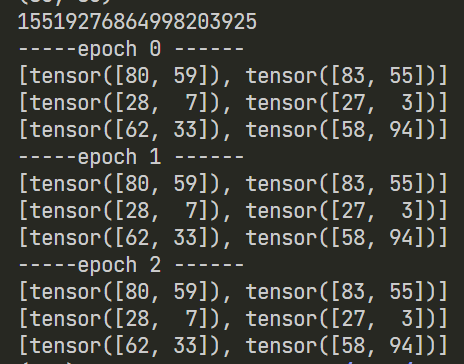 15519276864998203925
-----epoch 0 ------
[tensor([80, 59]), tensor([83, 55])]
[tensor([28,  7]), tensor([27,  3])]
[tensor([62, 33]), tensor([58, 94])]
-----epoch 1 ------
[tensor([80, 59]), tensor([83, 55])]
[tensor([28,  7]), tensor([27,  3])]
[tensor([62, 33]), tensor([58, 94])]
-----epoch 2 ------
[tensor([80, 59]), tensor([83, 55])]
[tensor([28,  7]), tensor([27,  3])]
[tensor([62, 33]), tensor([58, 94])]